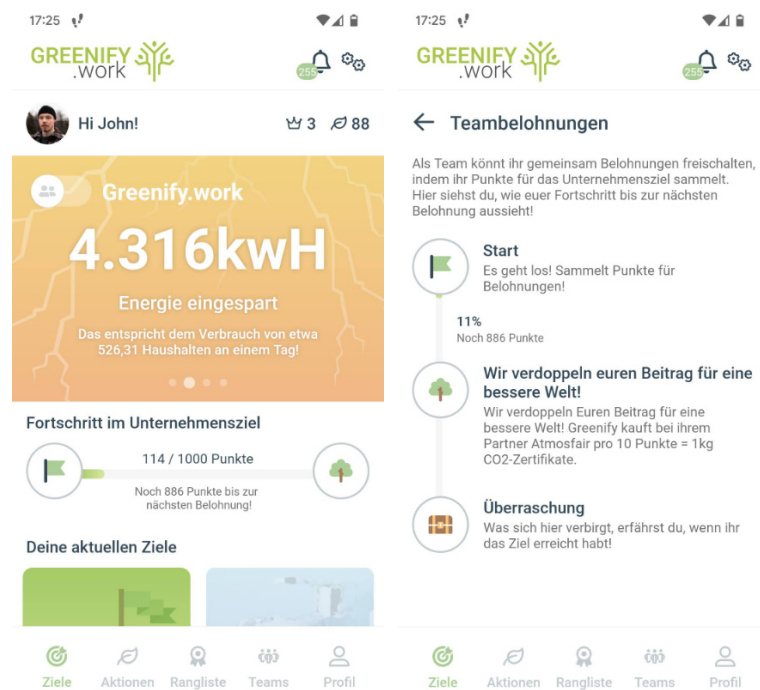 17:25
GREENIFY
.work
255
Hi John!
3
88
Greenify.work
4.316kwH
Energie eingespart
Das entspricht dem Verbrauch von etwa
526,31 Haushalten an einem Tag!
Fortschritt im Unternehmensziel
114 / 1000 Punkte
Noch 886 Punkte bis zur
nächsten Belohnung!
Deine aktuellen Ziele
Ziele
Aktionen
Rangliste
Teams
Profil
17:25
GREENIFY
.work
255
Teambelohnungen
Als Team könnt ihr gemeinsam Belohnungen freischalten,
indem ihr Punkte für das Unternehmensziel sammelt.
Hier siehst du, wie euer Fortschritt bis zur nächsten
Belohnung aussieht!
Start
Es geht los! Sammelt Punkte für
Belohnungen!
11%
Noch 886 Punkte
Wir verdoppeln euren Beitrag für eine
bessere Welt!
Wir verdoppeln Euren Beitrag für eine
bessere Welt! Greenify kauft bei ihrem
Partner Atmosfair pro 10 Punkte = 1kg
CO2-Zertifikate.
Überraschung
Was sich hier verbirgt, erfährst du, wenn ihr
das Ziel erreicht habt!
Ziele
Aktionen
Rangliste
Teams
Profil